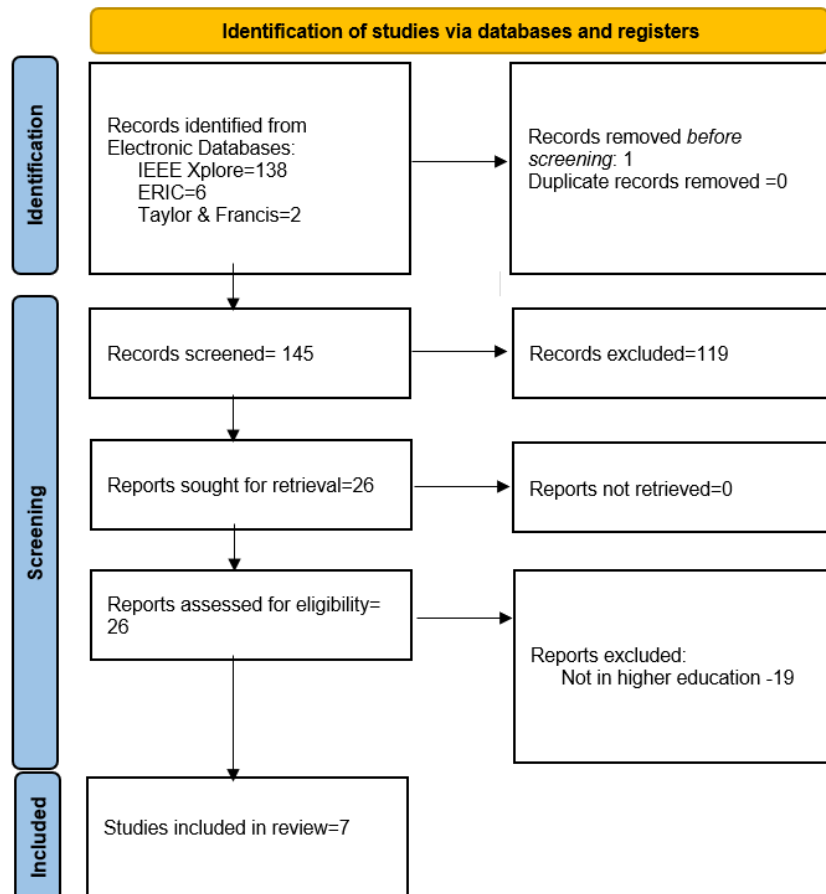 Identification of studies via databases and registers
Identification
Records identified from
Electronic Databases:
IEEE Xplore=138
ERIC=6
Taylor & Francis=2
Records removed before
screening: 1
Duplicate records removed =0
Screening
Records screened= 145
Records excluded=119
Reports sought for retrieval=26
Reports not retrieved=0
Reports assessed for eligibility=
26
Reports excluded:
Not in higher education -19
Included
Studies included in review=7